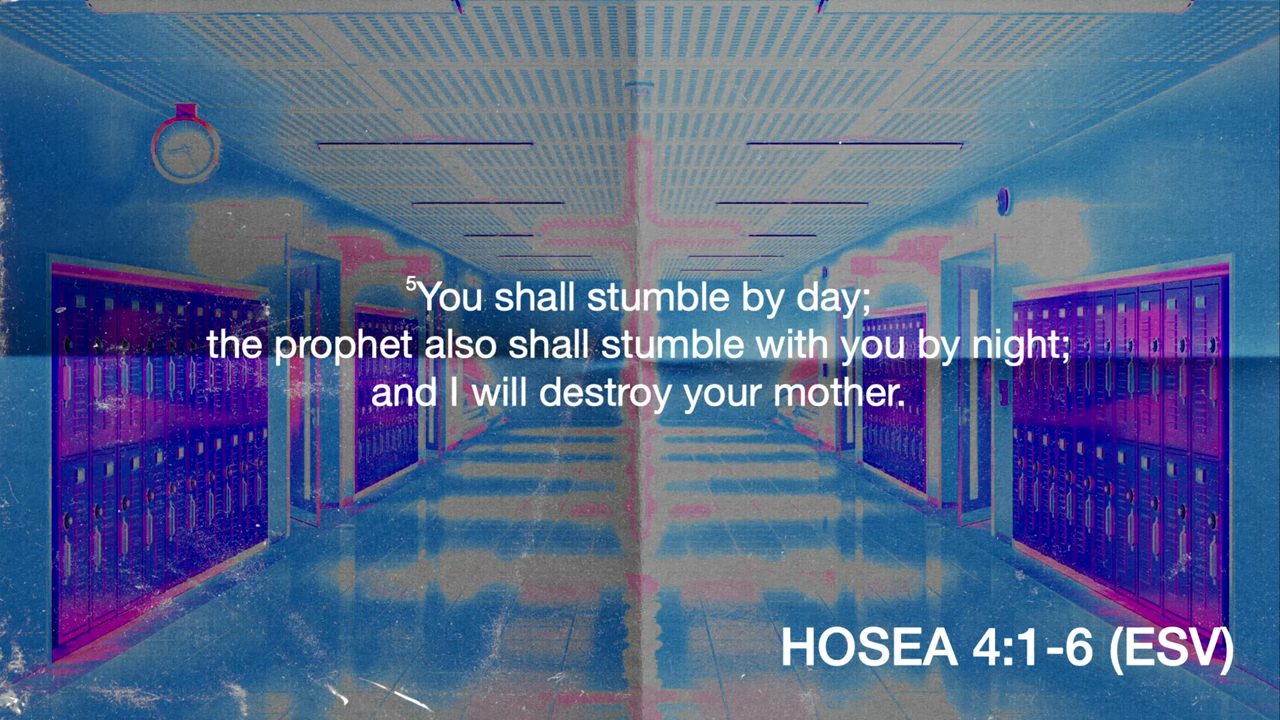 ⁵You shall stumble by day;
the prophet also shall stumble with you by night;
and I will destroy your mother.
HOSEA 4:1-6 (ESV)